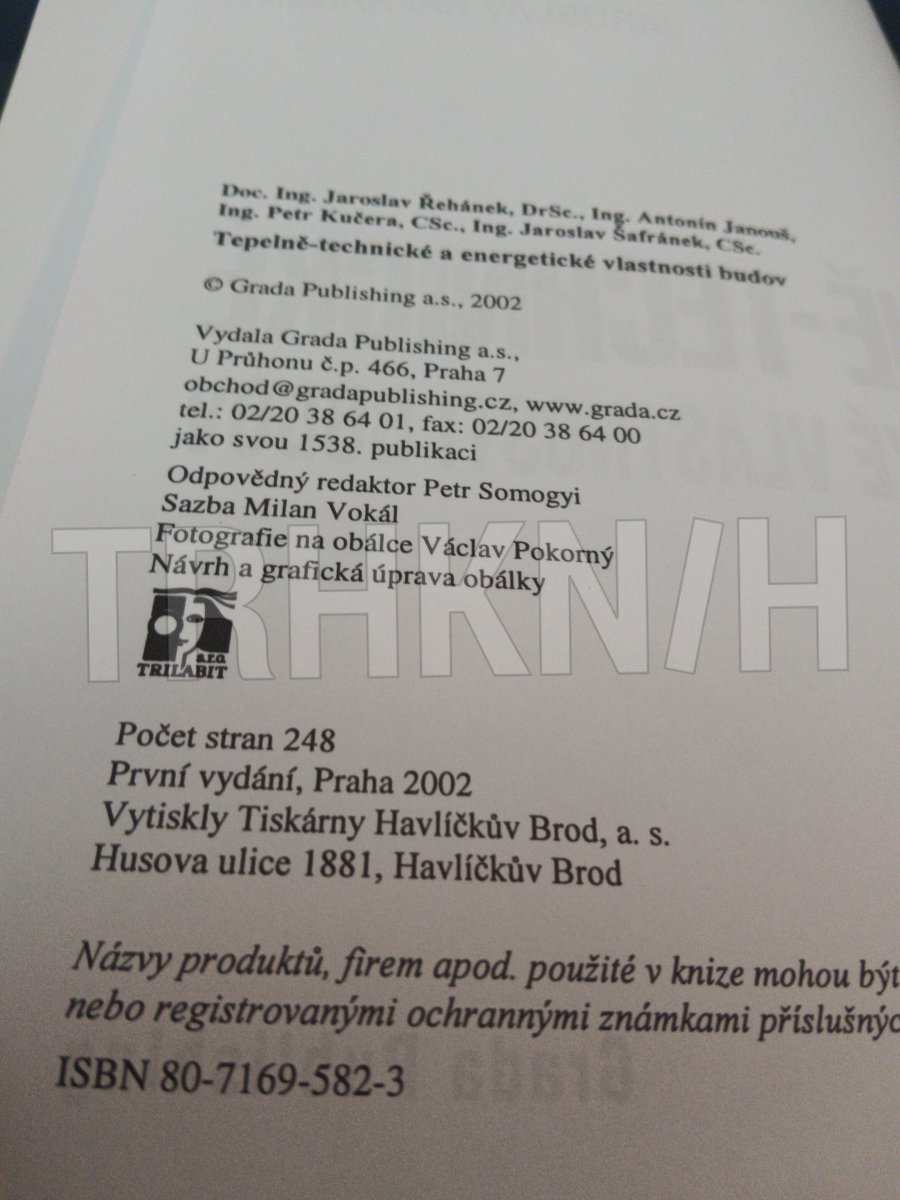 Doc. Ing. Jaroslav Řehánek, DrSc., Ing. Antonín Janouš,
Ing. Petr Kučera, CSc., Ing. Jaroslav Šafránek, CSc.
Tepelně-technické a energetické vlastnosti budov
© Grada Publishing a.s., 2002
Vydala Grada Publishing a.s.,
U Průhonu č.p. 466, Praha 7
obchod@gradapublishing.cz, www.grada.cz
tel.: 02/20 38 64 01, fax: 02/20 38 64 00
jako svou 1538. publikaci
Odpovědný redaktor Petr Somogyi
Sazba Milan Vokál
Fotografie na obálce Václav Pokorný
Návrh a grafická úprava obálky
TRHKN/H
s.r.o.
TRILABIT
Počet stran 248
První vydání, Praha 2002
Vytiskly Tiskárny Havlíčkův Brod, a. s.
Husova ulice 1881, Havlíčkův Brod
Názvy produktů, firem apod. použité v knize mohou být
nebo registrovanými ochrannými známkami příslušných
ISBN 80-7169-582-3